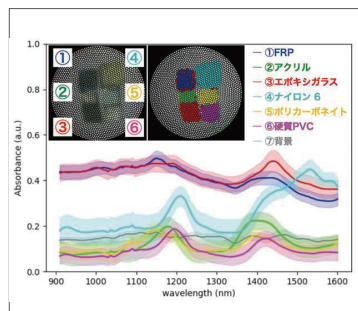 ① ④
② ⑤
③ ⑥
①FRP
②アクリル
③エポキシガラス
④ナイロン 6
⑤ポリカーボネイト
⑥硬質PVC
⑦背景
Absorbance (a.u.)
1.0
0.8
0.6
0.4
0.2
0.0
900 1000 1100 1200 1300 1400 1500 1600
wavelength (nm)